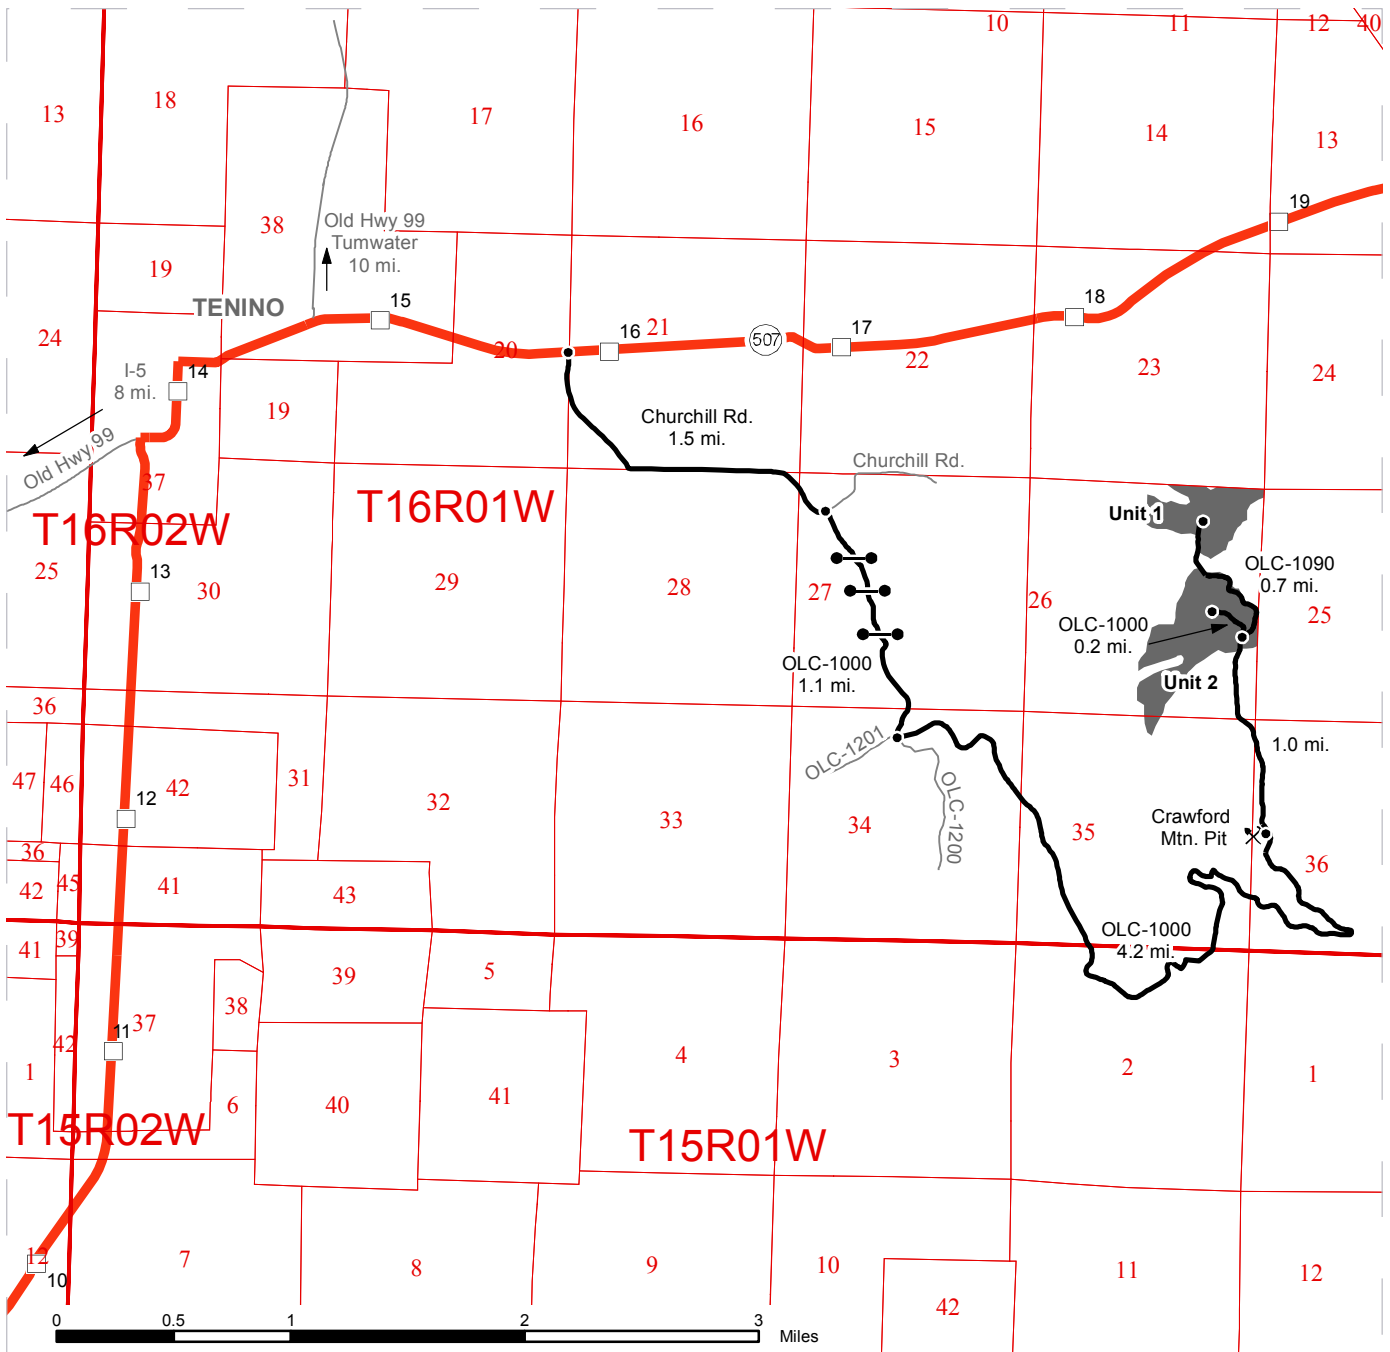 10
11
12
40
13
18
17
16
15
14
13
19
38
Old Hwy 99
Tumwater
10 mi.
19
TENINO
15
18
24
16
21
507
17
20
22
23
24
I-5
8 mi.
14
19
Churchill Rd.
1.5 mi.
Old Hwy 99
Churchill Rd.
37
T16R02W
T16R01W
Unit 1
25
13
30
29
28
27
26
OLC-1090
0.7 mi.
25
OLC-1000
0.2 mi.
OLC-1000
1.1 mi.
Unit 2
36
OLC-1201
1.0 mi.
47
46
42
31
32
12
33
34
OLC-1200
35
Crawford
Mtn. Pit
36
36
42
45
41
43
41
39
39
5
OLC-1000
4.2 mi.
38
42
37
11
4
3
2
1
1
6
40
41
T15R02W
T15R01W
12
10
7
8
9
10
11
12
42
0
0.5
1
2
3
Miles